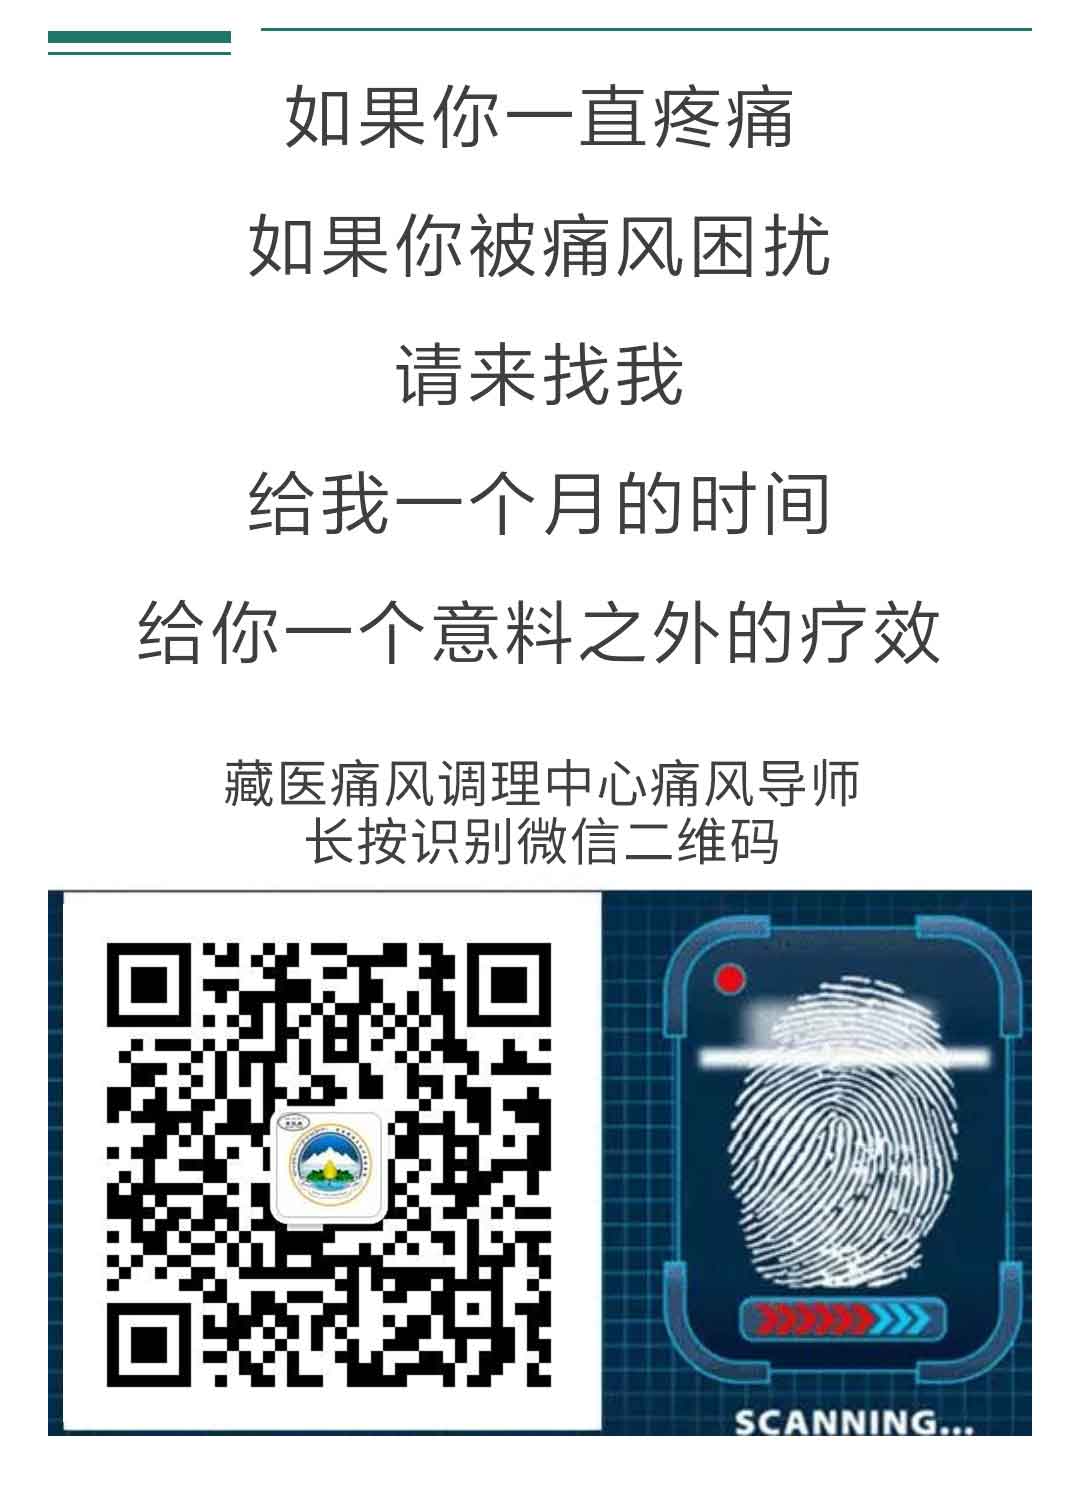 如果你一直疼痛
如果你被痛风困扰
请来找我
给我一个月的时间
给你一个意料之外的疗效
藏医痛风调理中心痛风导师
长按识别微信二维码
SCANNING...